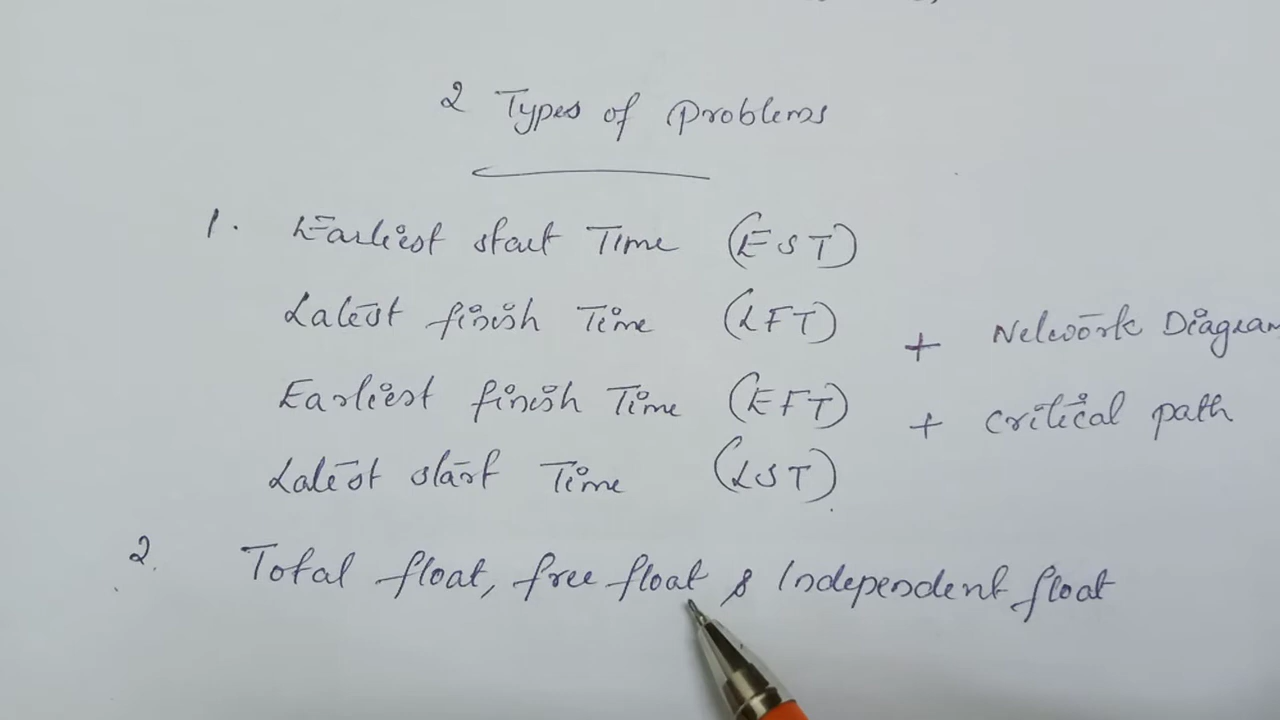 2 Types of Problems
1. Earliest start Time (EST)
Latest finish Time (LFT)
+ Network Diagram
Earliest finish Time (EFT)
+ critical path
Latest start Time (LST)
2. Total float, free float & Independent float